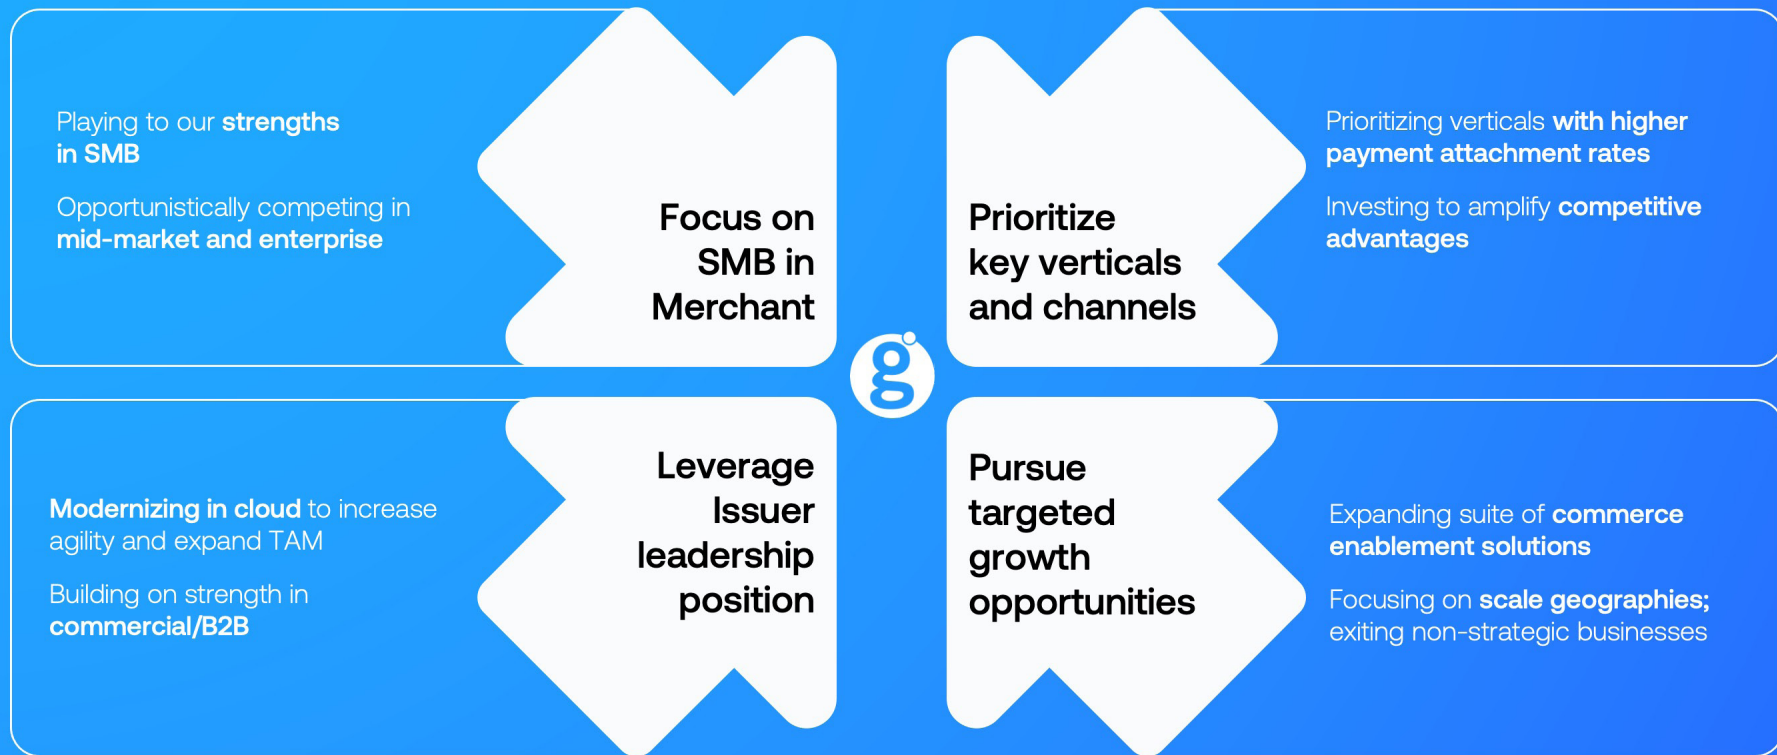 Playing to our strengths
in SMB
Opportunistically competing in
mid-market and enterprise
Focus on
SMB in
Merchant
Prioritize
key verticals
and channels
Prioritizing verticals with higher
payment attachment rates
Investing to amplify competitive
advantages
g
Modernizing in cloud to increase
agility and expand TAM
Building on strength in
commercial/B2B
Leverage
Issuer
leadership
position
Pursue
targeted
growth
opportunities
Expanding suite of commerce
enablement solutions
Focusing on scale geographies;
exiting non-strategic businesses